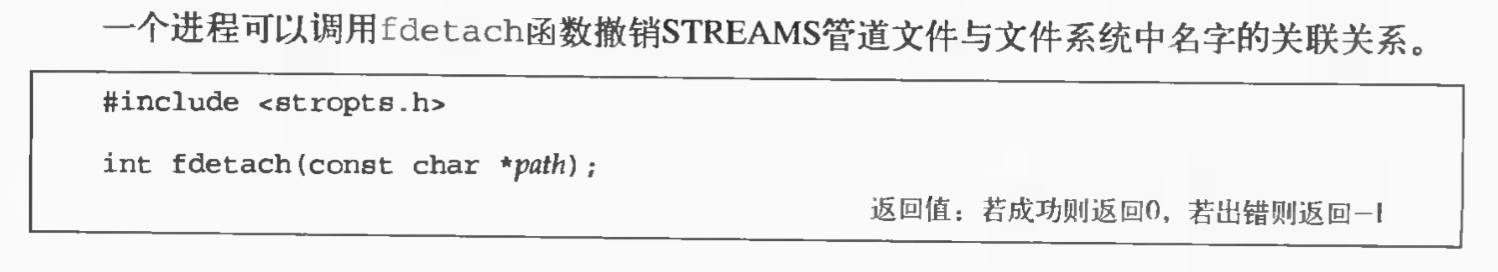 一个进程可以调用fdetach函数撤销STREAMS管道文件与文件系统中名字的关联关系。
#include <stropts.h>
int fdetach(const char *path);
返回值：若成功则返回0，若出错则返回-1